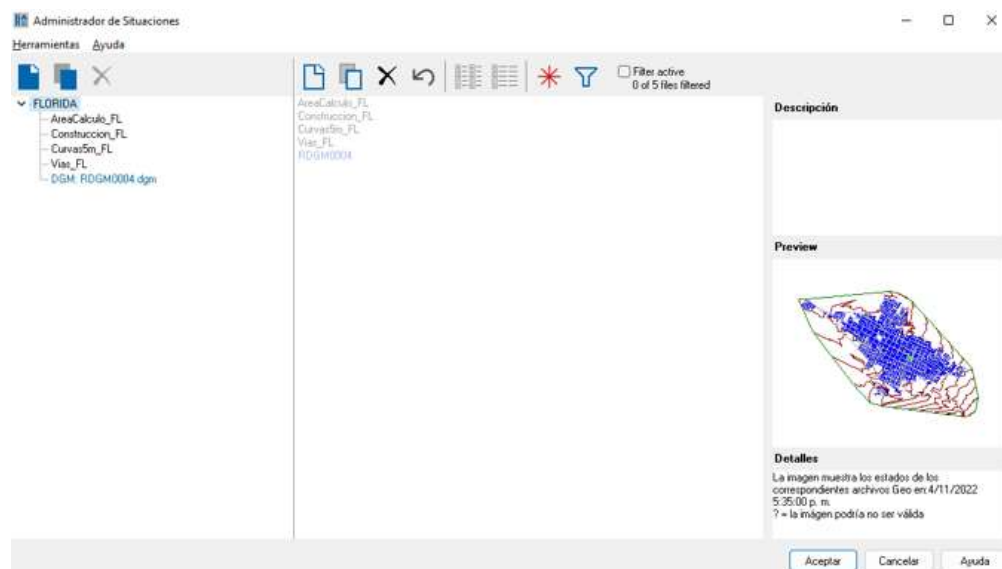 Administrador de Situaciones
Herramientas Ayuda
Filter active
0 of 5 files filtered
FLORIDA
AreaCalculo_FL
Construccion_FL
Curvas5m_FL
Vias_FL
DGM: RDGM0004.dgm
AreaCalculo_FL
Construccion_FL
Curvas5m_FL
Vias_FL
RDGM0004
Descripción
Preview
Detalles
La imagen muestra los estados de los
correspondientes archivos Geo en:4/11/2022
5:35:00 p. m.
? = la imágen podría no ser válida
Aceptar Cancelar Ayuda